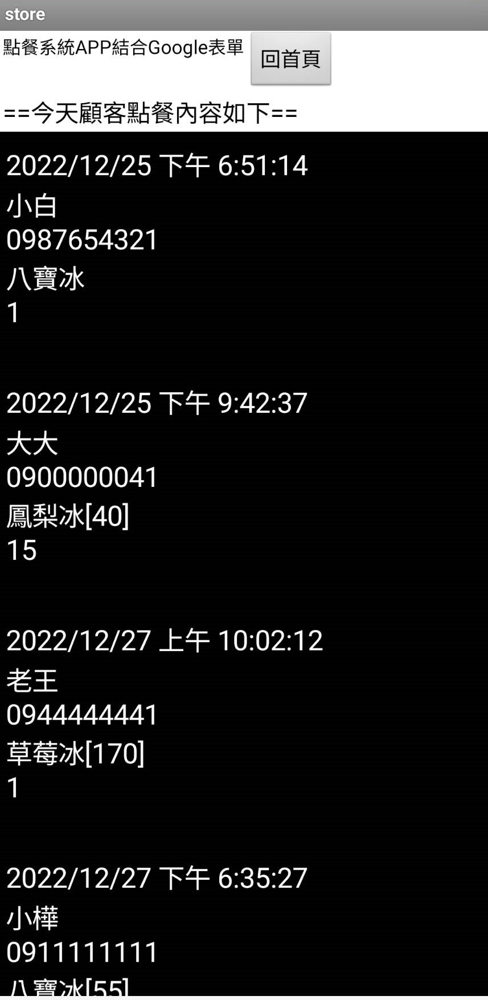 store
點餐系統APP結合Google表單
回首頁
==今天顧客點餐內容如下==
2022/12/25 下午 6:51:14
小白
0987654321
八寶冰
1
2022/12/25 下午 9:42:37
大大
0900000041
鳳梨冰[40]
15
2022/12/27 上午 10:02:12
老王
0944444441
草莓冰[170]
1
2022/12/27 下午 6:35:27
小樺
0911111111
八寶冰[55]